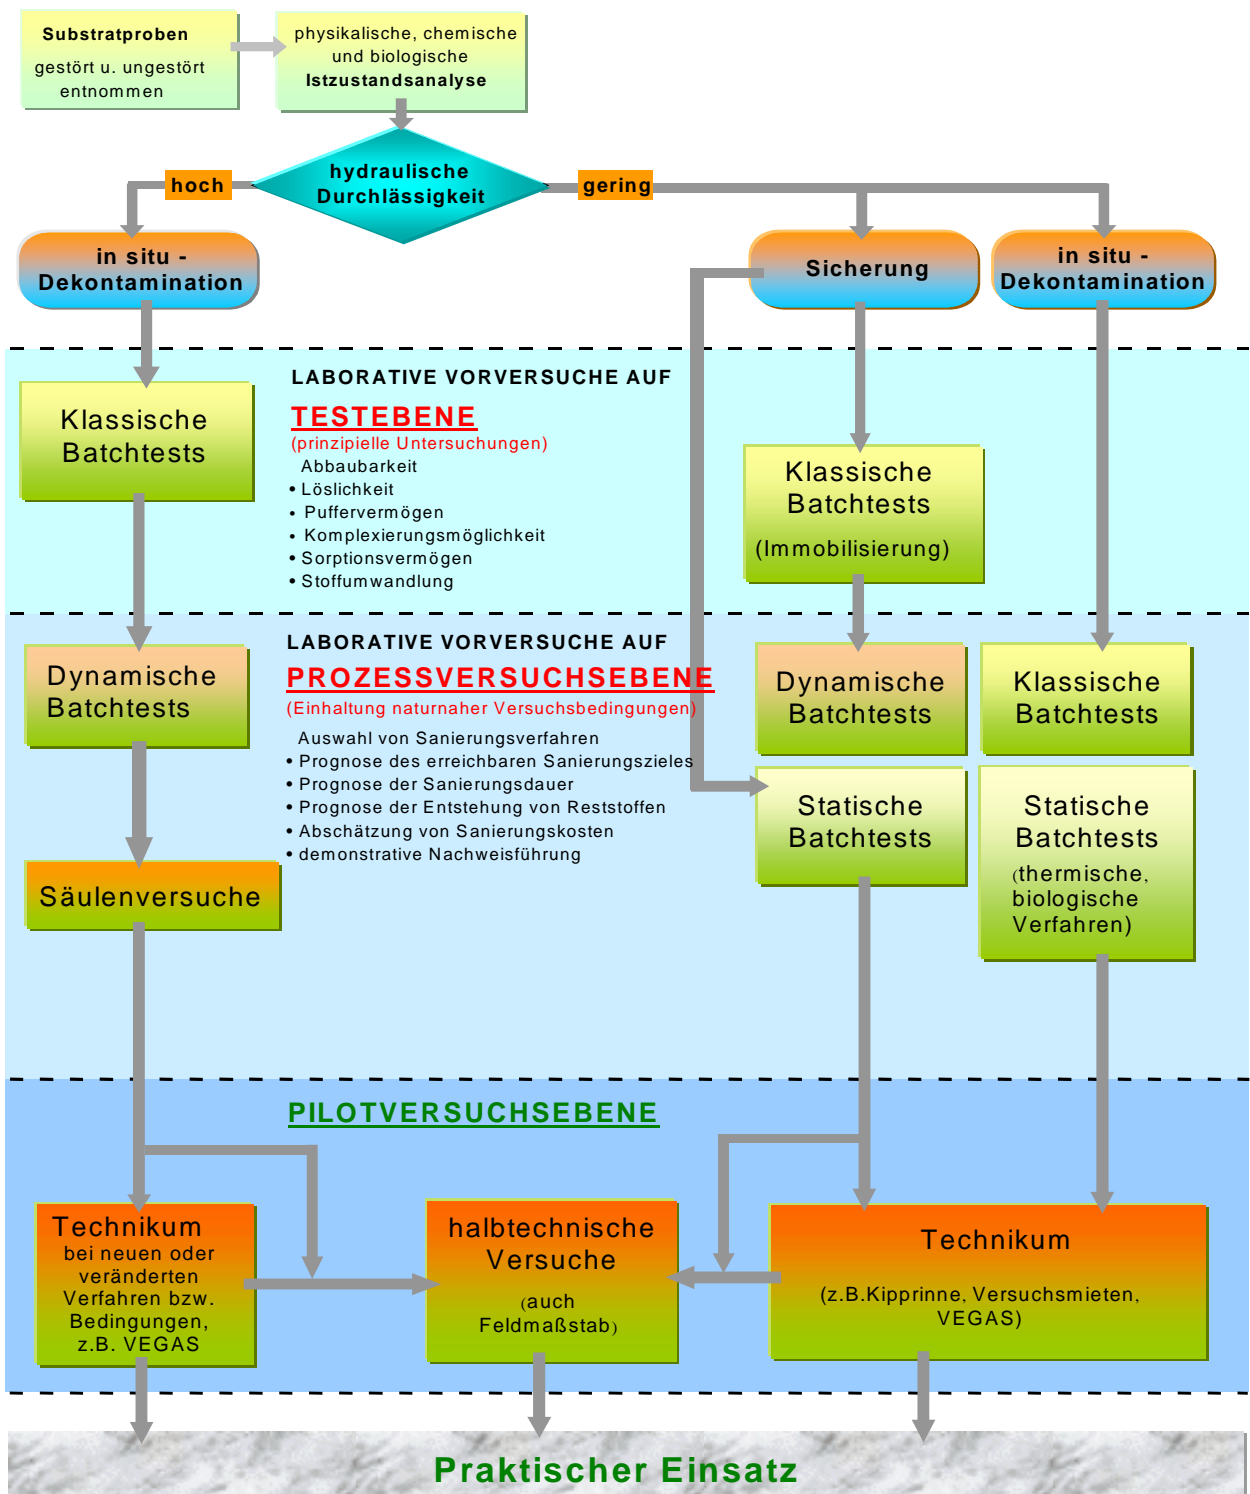 Substratproben
gestört u. ungestört
entnommen
physikalische, chemische
und biologische
Istzustandsanalyse
hydraulische
Durchlässigkeit
hoch
gering
in situ -
Dekontamination
Sicherung
in situ -
Dekontamination
LABORATIVE VORVERSUCHE AUF
TESTEBENE
(prinzipielle Untersuchungen)
Abbaubarkeit
• Löslichkeit
• Puffervermögen
• Komplexierungsmöglichkeit
• Sorptionsvermögen
• Stoffumwandlung
Klassische
Batchtests
Klassische
Batchtests
(Immobilisierung)
LABORATIVE VORVERSUCHE AUF
PROZESSVERSUCHSEBENE
(Einhaltung naturnaher Versuchsbedingungen)
Auswahl von Sanierungsverfahren
• Prognose des erreichbaren Sanierungszieles
• Prognose der Sanierungsdauer
• Prognose der Entstehung von Reststoffen
• Abschätzung von Sanierungskosten
• demonstrative Nachweisführung
Dynamische
Batchtests
Säulenversuche
Dynamische
Batchtests
Klassische
Batchtests
Statische
Batchtests
Statische
Batchtests
(thermische,
biologische
Verfahren)
PILOTVERSUCHSEBENE
Technikum
bei neuen oder
veränderten
Verfahren bzw.
Bedingungen,
z.B. VEGAS
halbtechnische
Versuche
(auch
Feldmaßstab)
Technikum
(z.B.Kipprinne, Versuchsmieten,
VEGAS)
Praktischer Einsatz